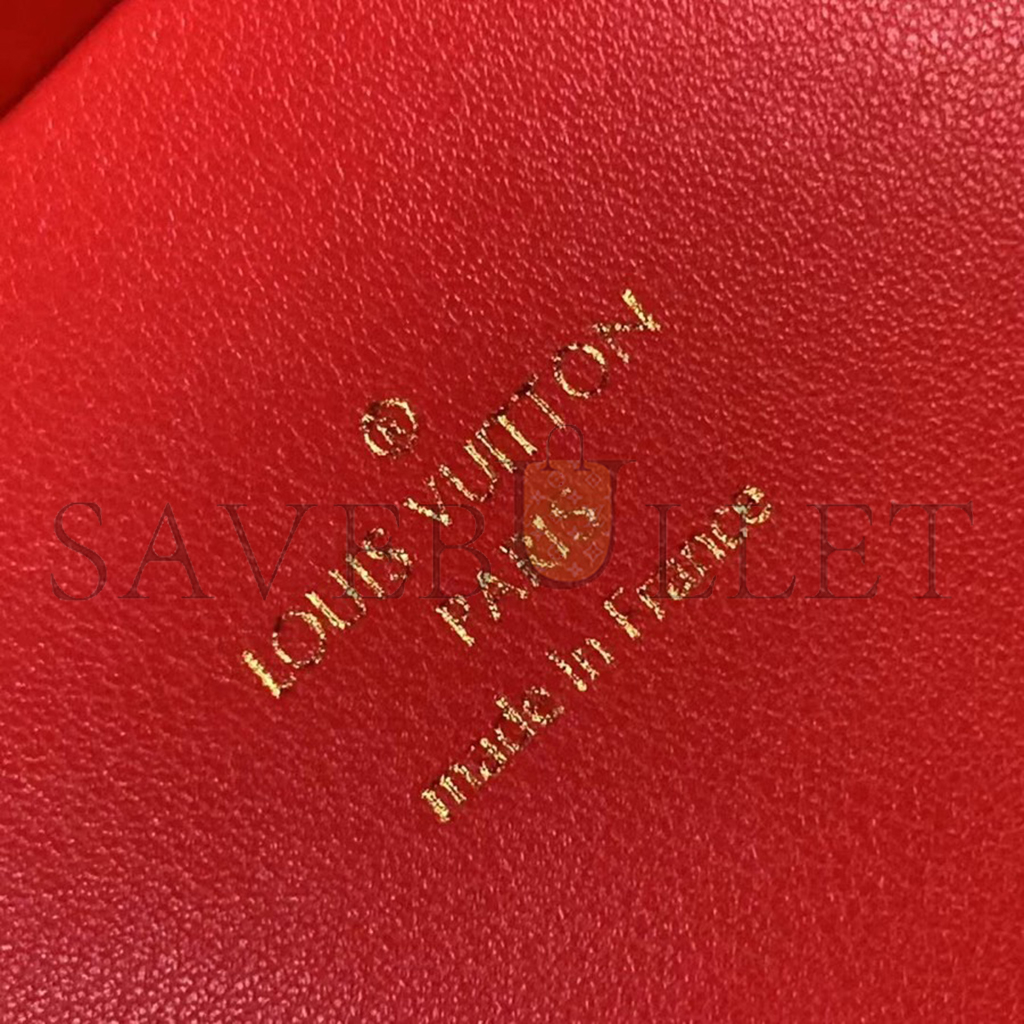 ®
LOUIS VUITTON
PARIS
made in France
SAVEBULLET